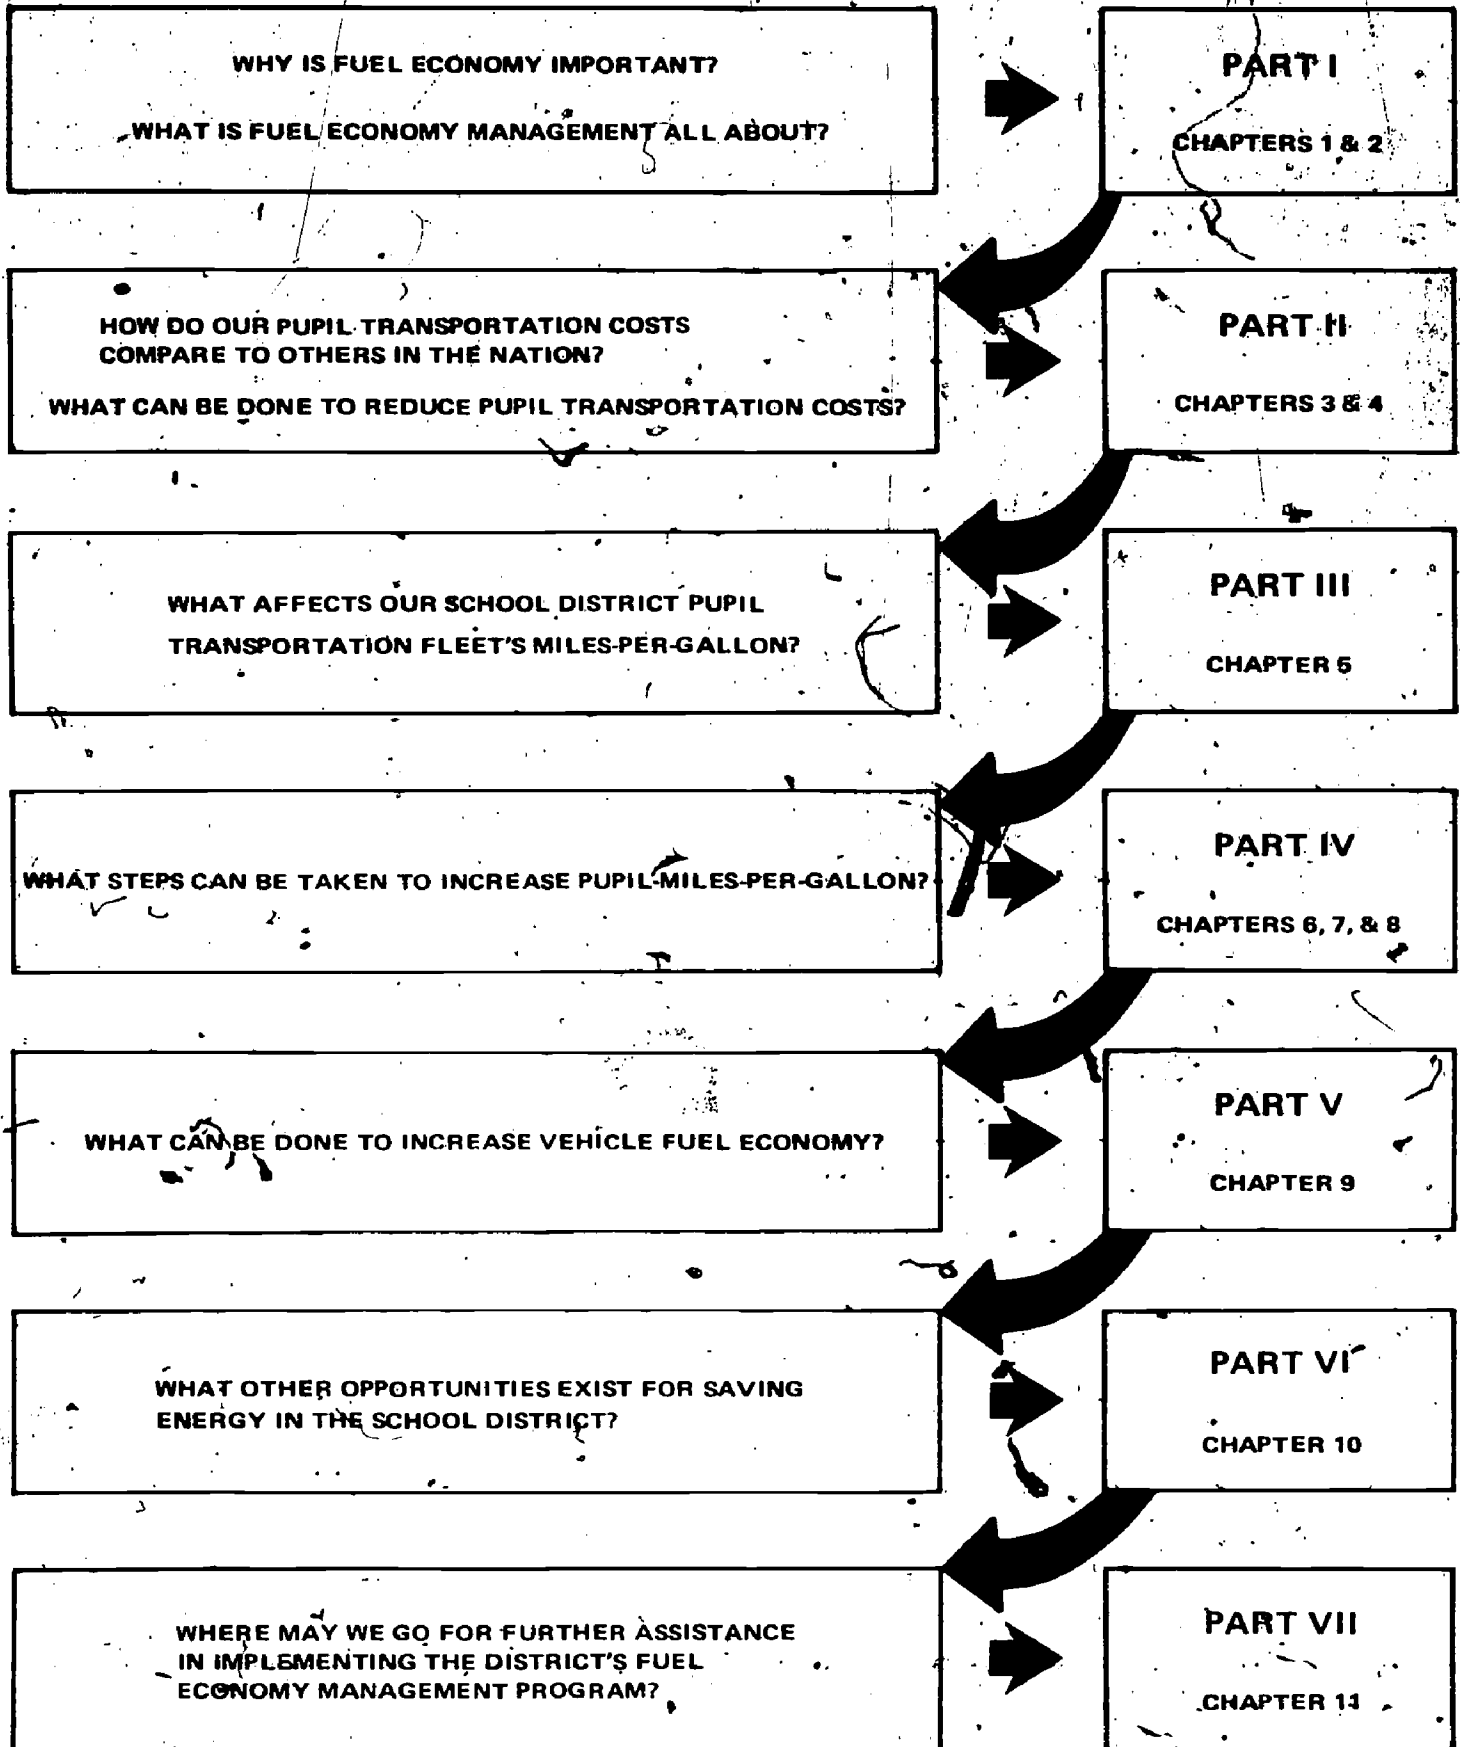 WHY IS FUEL ECONOMY IMPORTANT?
WHAT IS FUEL ECONOMY MANAGEMENT ALL ABOUT?
PART I
CHAPTERS 1 & 2
HOW DO OUR PUPIL TRANSPORTATION COSTS
COMPARE TO OTHERS IN THE NATION?
WHAT CAN BE DONE TO REDUCE PUPIL TRANSPORTATION COSTS?
PART II
CHAPTERS 3 & 4
WHAT AFFECTS OUR SCHOOL DISTRICT PUPIL
TRANSPORTATION FLEET'S MILES-PER-GALLON?
PART III
CHAPTER 5
WHAT STEPS CAN BE TAKEN TO INCREASE PUPIL-MILES-PER-GALLON?
PART IV
CHAPTERS 6, 7, & 8
WHAT CAN BE DONE TO INCREASE VEHICLE FUEL ECONOMY?
PART V
CHAPTER 9
WHAT OTHER OPPORTUNITIES EXIST FOR SAVING
ENERGY IN THE SCHOOL DISTRICT?
PART VI
CHAPTER 10
WHERE MAY WE GO FOR FURTHER ASSISTANCE
IN IMPLEMENTING THE DISTRICT'S FUEL
ECONOMY MANAGEMENT PROGRAM?
PART VII
CHAPTER 11